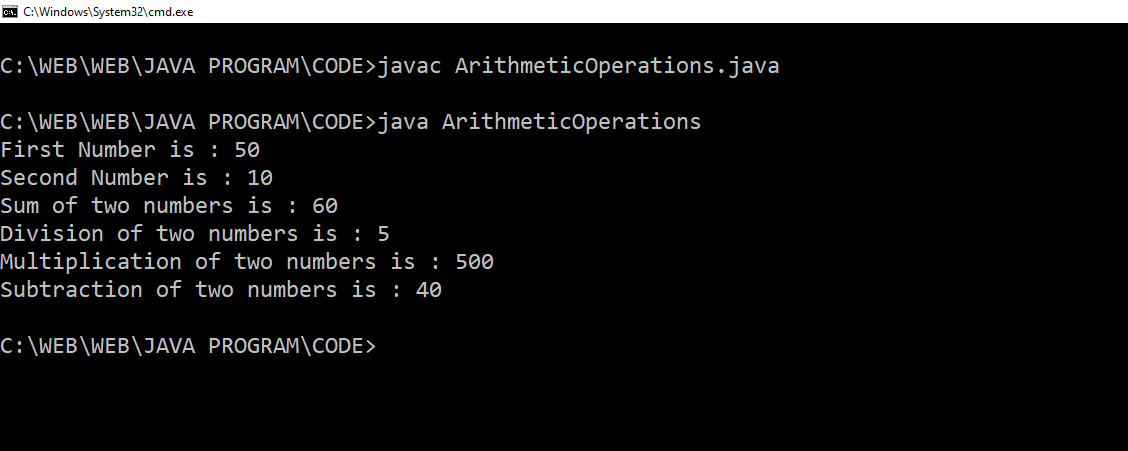 C:\Windows\System32\cmd.exe
C:\WEB\WEB\JAVA PROGRAM\CODE>javac ArithmeticOperations.java
C:\WEB\WEB\JAVA PROGRAM\CODE>java ArithmeticOperations
First Number is : 50
Second Number is : 10
Sum of two numbers is : 60
Division of two numbers is : 5
Multiplication of two numbers is : 500
Subtraction of two numbers is : 40
C:\WEB\WEB\JAVA PROGRAM\CODE>